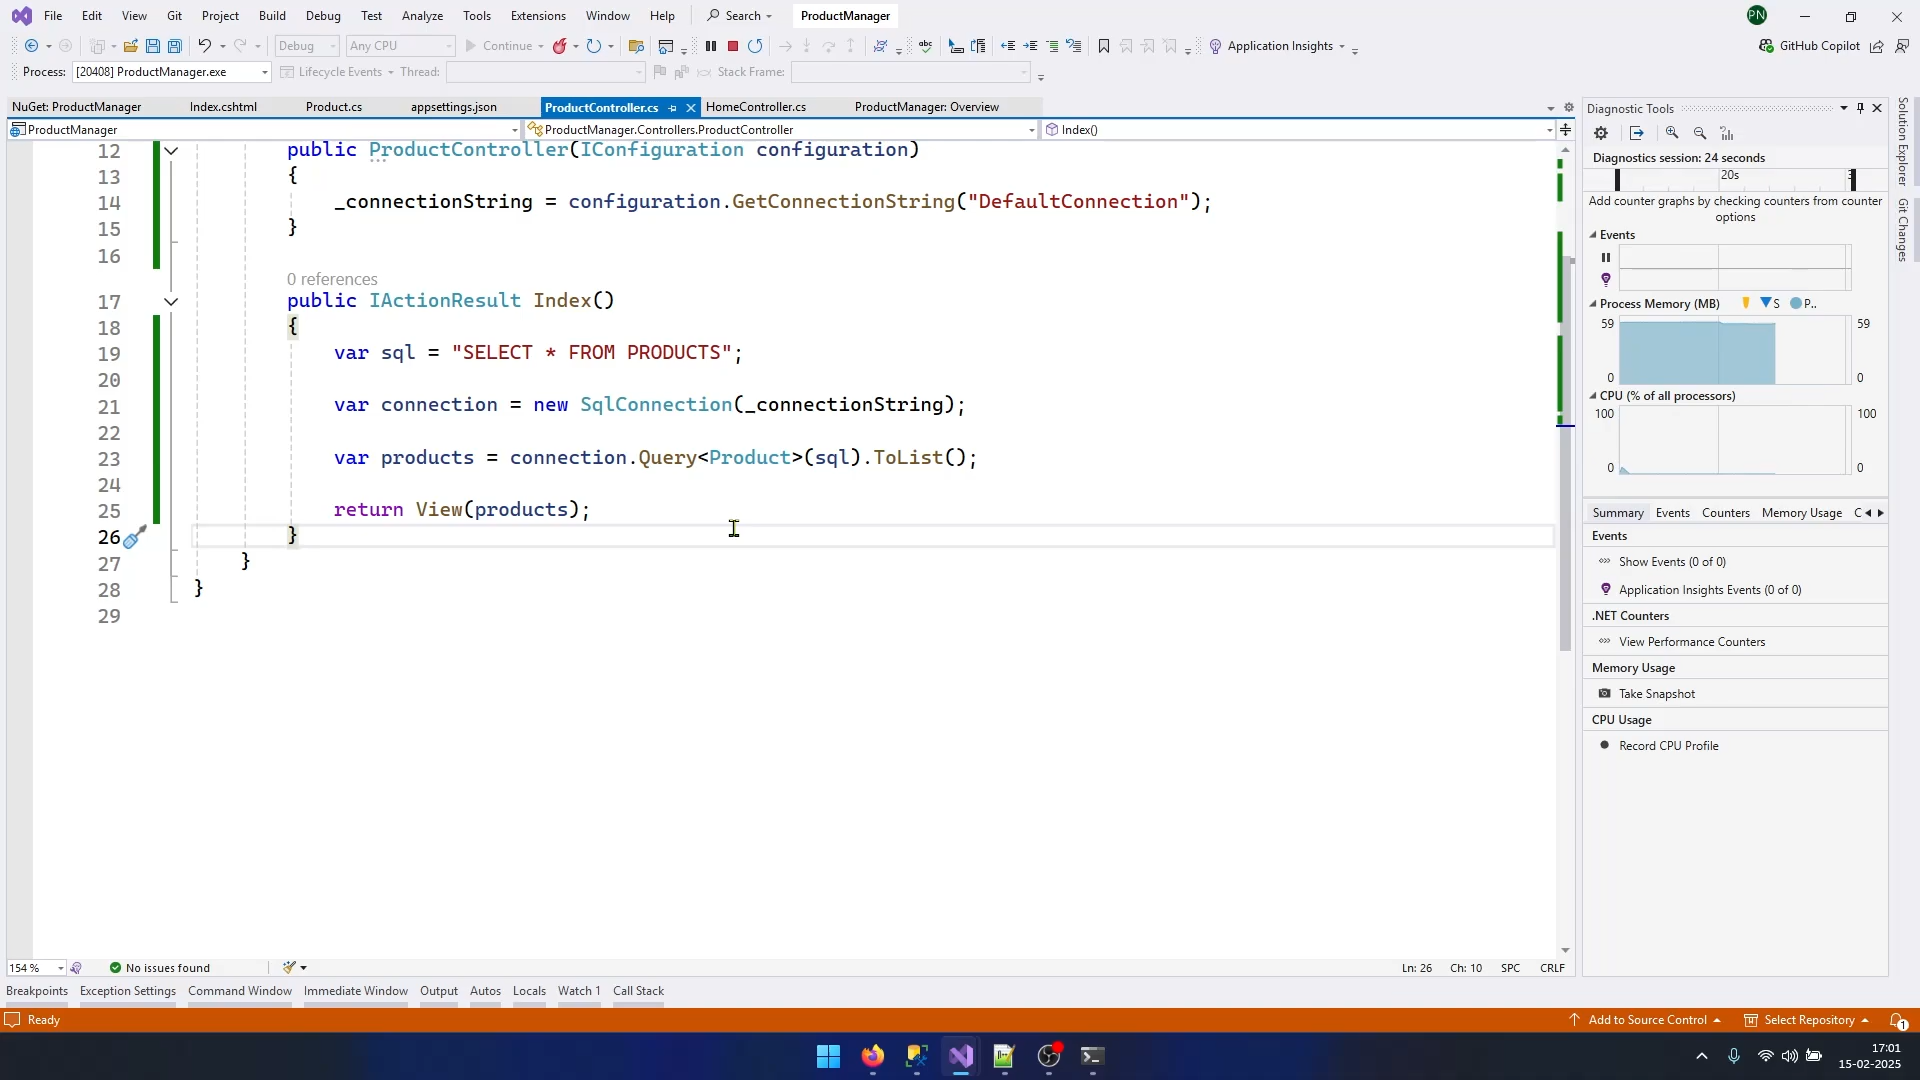 File Edit View Git Project Build Debug Test Analyze Tools Extensions Window Help Search ProductManager PN
Debug Any CPU Continue Application Insights GitHub Copilot
Process: [20408] ProductManager.exe Lifecycle Events Thread: Stack Frame:
NuGet: ProductManager Index.cshtml Product.cs appsettings.json ProductController.cs HomeController.cs ProductManager: Overview
ProductManager ProductManager.Controllers.ProductController Index()
12 public ProductController(IConfiguration configuration)
13 {
14 _connectionString = configuration.GetConnectionString("DefaultConnection");
15 }
16
0 references
17 public IActionResult Index()
18 {
19 var sql = "SELECT * FROM PRODUCTS";
20
21 var connection = new SqlConnection(_connectionString);
22
23 var products = connection.Query<Product>(sql).ToList();
24
25 return View(products);
26 }
27 }
28 }
29
Diagnostic Tools
Diagnostics session: 24 seconds
20s
Add counter graphs by checking counters from counter
options
Events
Process Memory (MB) S P..
59 59
0 0
CPU (% of all processors)
100 100
0 0
Summary Events Counters Memory Usage C
Events
Show Events (0 of 0)
Application Insights Events (0 of 0)
.NET Counters
View Performance Counters
Memory Usage
Take Snapshot
CPU Usage
Record CPU Profile
Solution Explorer
Git Changes
154 % No issues found Ln: 26 Ch: 10 SPC CRLF
Breakpoints Exception Settings Command Window Immediate Window Output Autos Locals Watch 1 Call Stack
Ready Add to Source Control Select Repository 1
17:01
15-02-2025